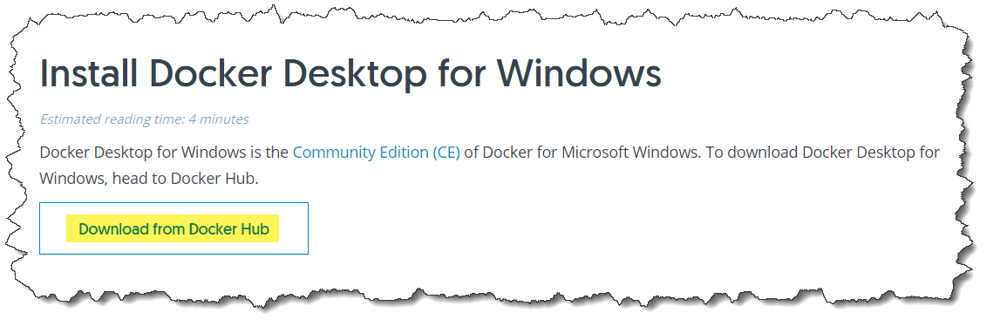 Install Docker Desktop for Windows
Estimated reading time: 4 minutes
Docker Desktop for Windows is the Community Edition (CE) of Docker for Microsoft Windows. To download Docker Desktop for
Windows, head to Docker Hub.
Download from Docker Hub